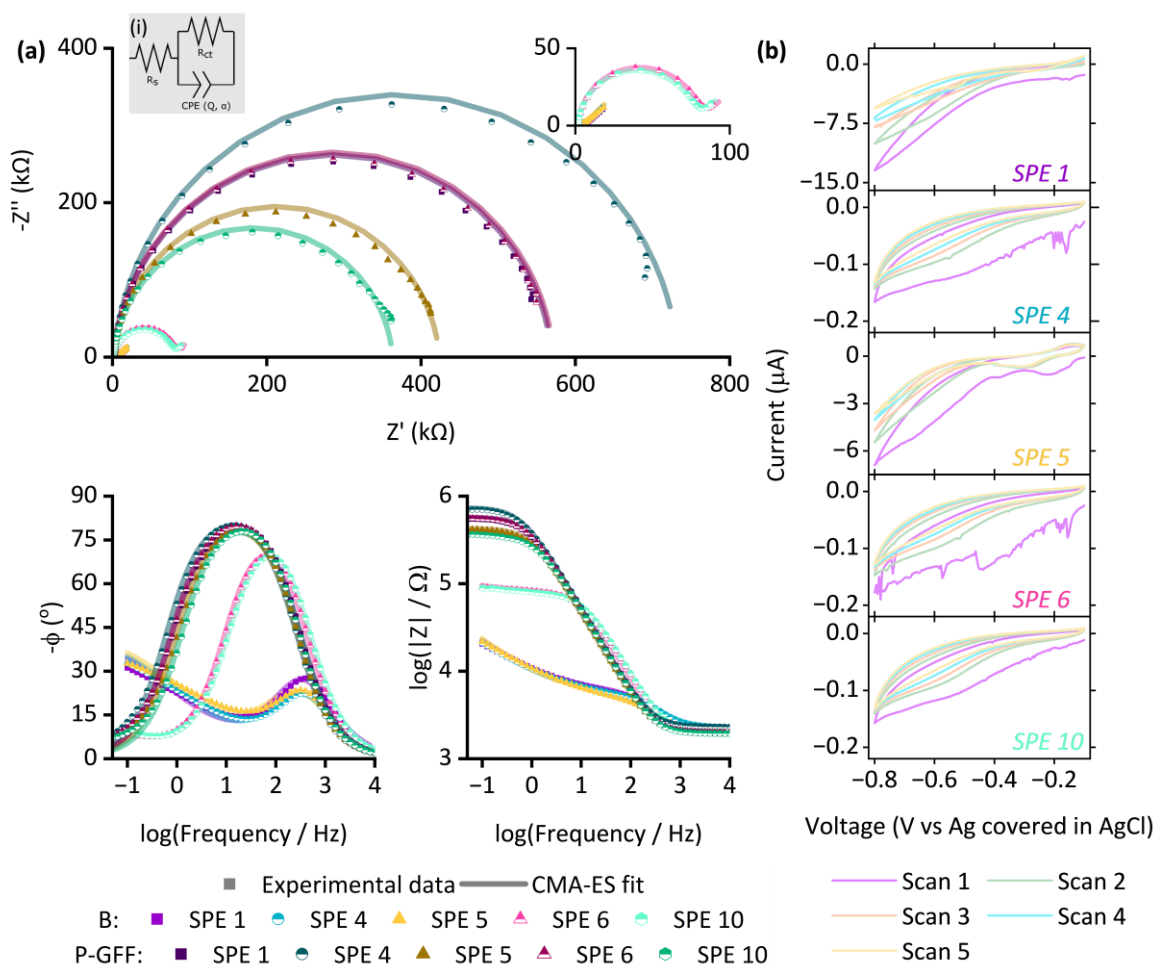 (a)
(i)
Rct
Rs
CPE (Q, α)
400
200
0
-Z'' (kΩ)
0
200
400
600
800
Z' (kΩ)
50
0
0
100
90
75
60
45
30
15
0
-ϕ (°)
−1
0
1
2
3
4
log(Frequency / Hz)
6
5
4
3
log(|Z| / Ω)
−1
0
1
2
3
4
log(Frequency / Hz)
Experimental data
CMA-ES fit
B: SPE 1 SPE 4 SPE 5 SPE 6 SPE 10
P-GFF: SPE 1 SPE 4 SPE 5 SPE 6 SPE 10
(b)
Current (µA)
0.0
−7.5
−15.0
SPE 1
0.0
−0.1
−0.2
SPE 4
0
−3
−6
SPE 5
0.0
−0.1
−0.2
SPE 6
0.0
−0.1
−0.2
SPE 10
−0.8
−0.6
−0.4
−0.2
Voltage (V vs Ag covered in AgCl)
Scan 1 Scan 2
Scan 3 Scan 4
Scan 5